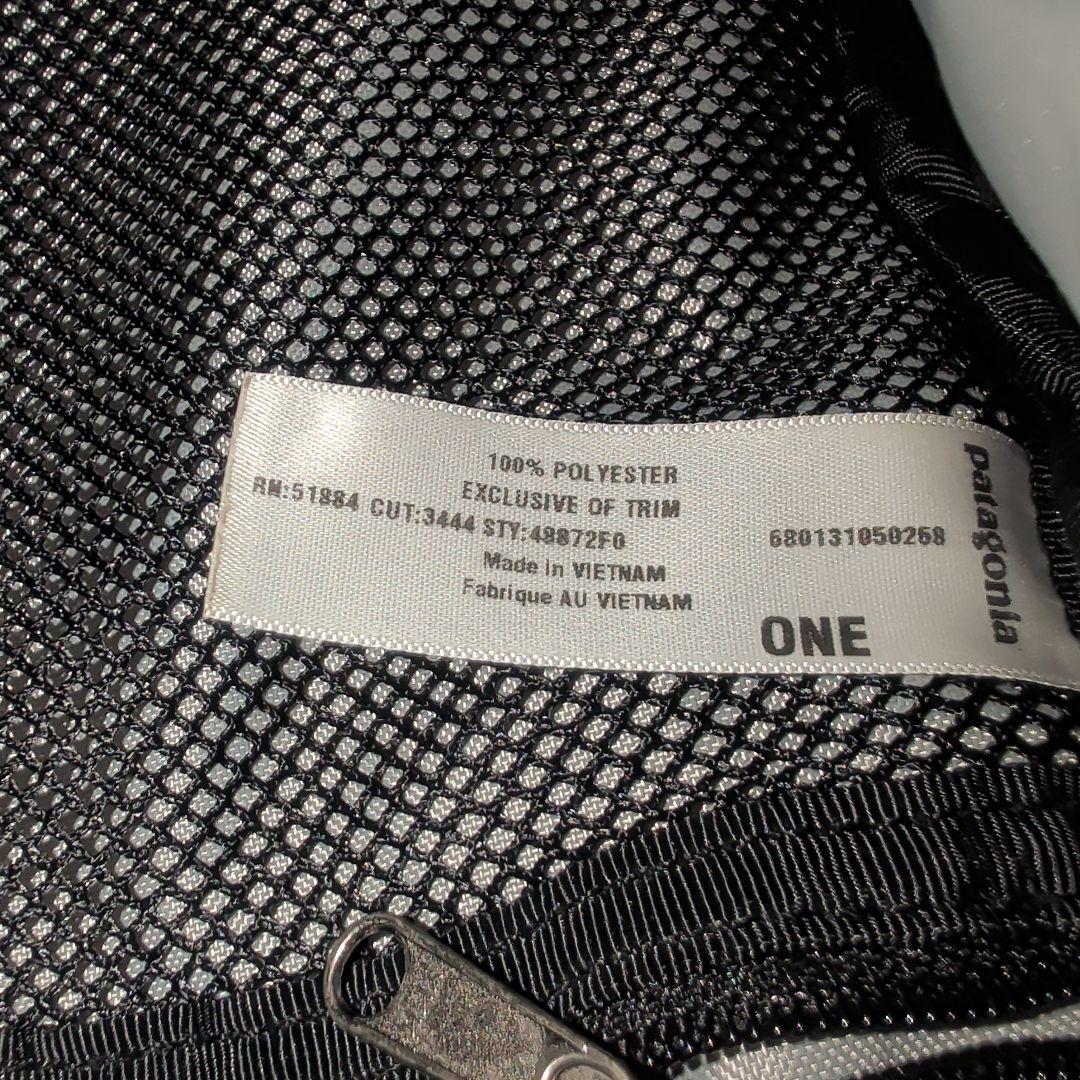 100% POLYESTER
EXCLUSIVE OF TRIM
RN:51884 CUT:3444 STY:48872F0
Made in VIETNAM
Fabrique AU VIETNAM
680131050268
ONE
patagonia